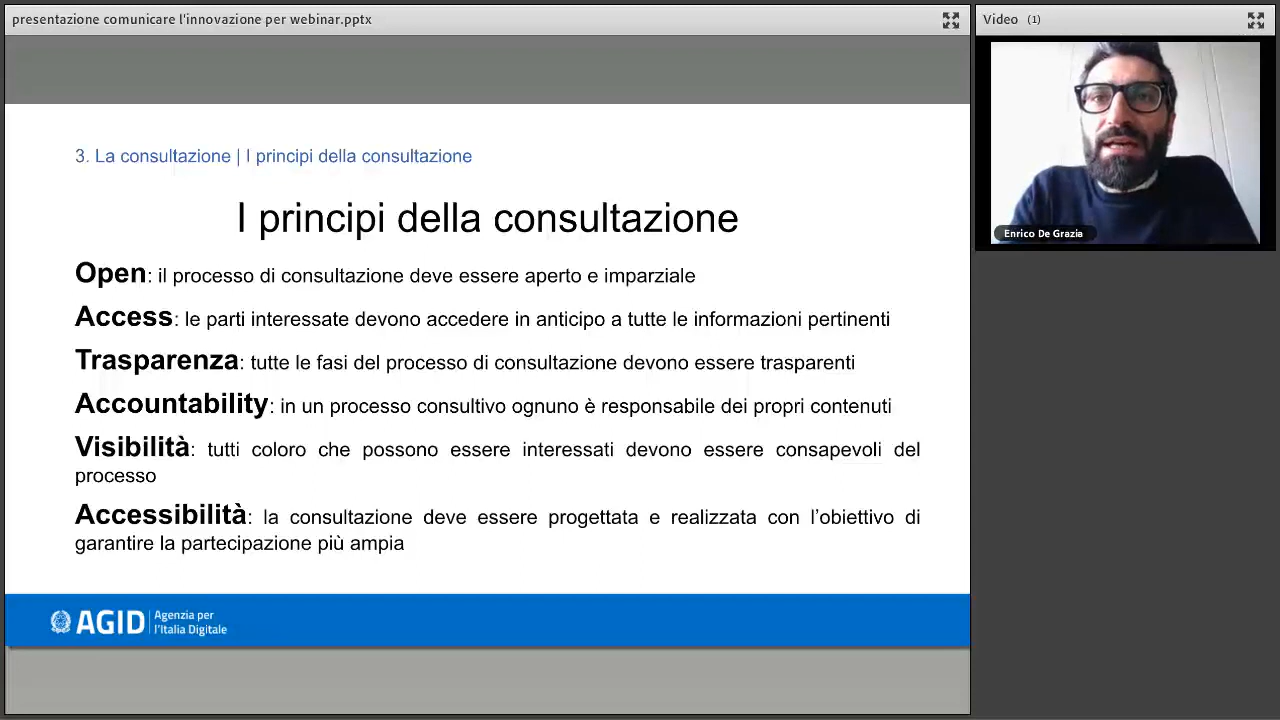 presentazione comunicare l'innovazione per webinar.pptx
Video (1)
Enrico De Grazia
3. La consultazione | I principi della consultazione
I principi della consultazione
Open: il processo di consultazione deve essere aperto e imparziale
Access: le parti interessate devono accedere in anticipo a tutte le informazioni pertinenti
Trasparenza: tutte le fasi del processo di consultazione devono essere trasparenti
Accountability: in un processo consultivo ognuno è responsabile dei propri contenuti
Visibilità: tutti coloro che possono essere interessati devono essere consapevoli del
processo
Accessibilità: la consultazione deve essere progettata e realizzata con l’obiettivo di
garantire la partecipazione più ampia
AGID
Agenzia per
l’Italia Digitale